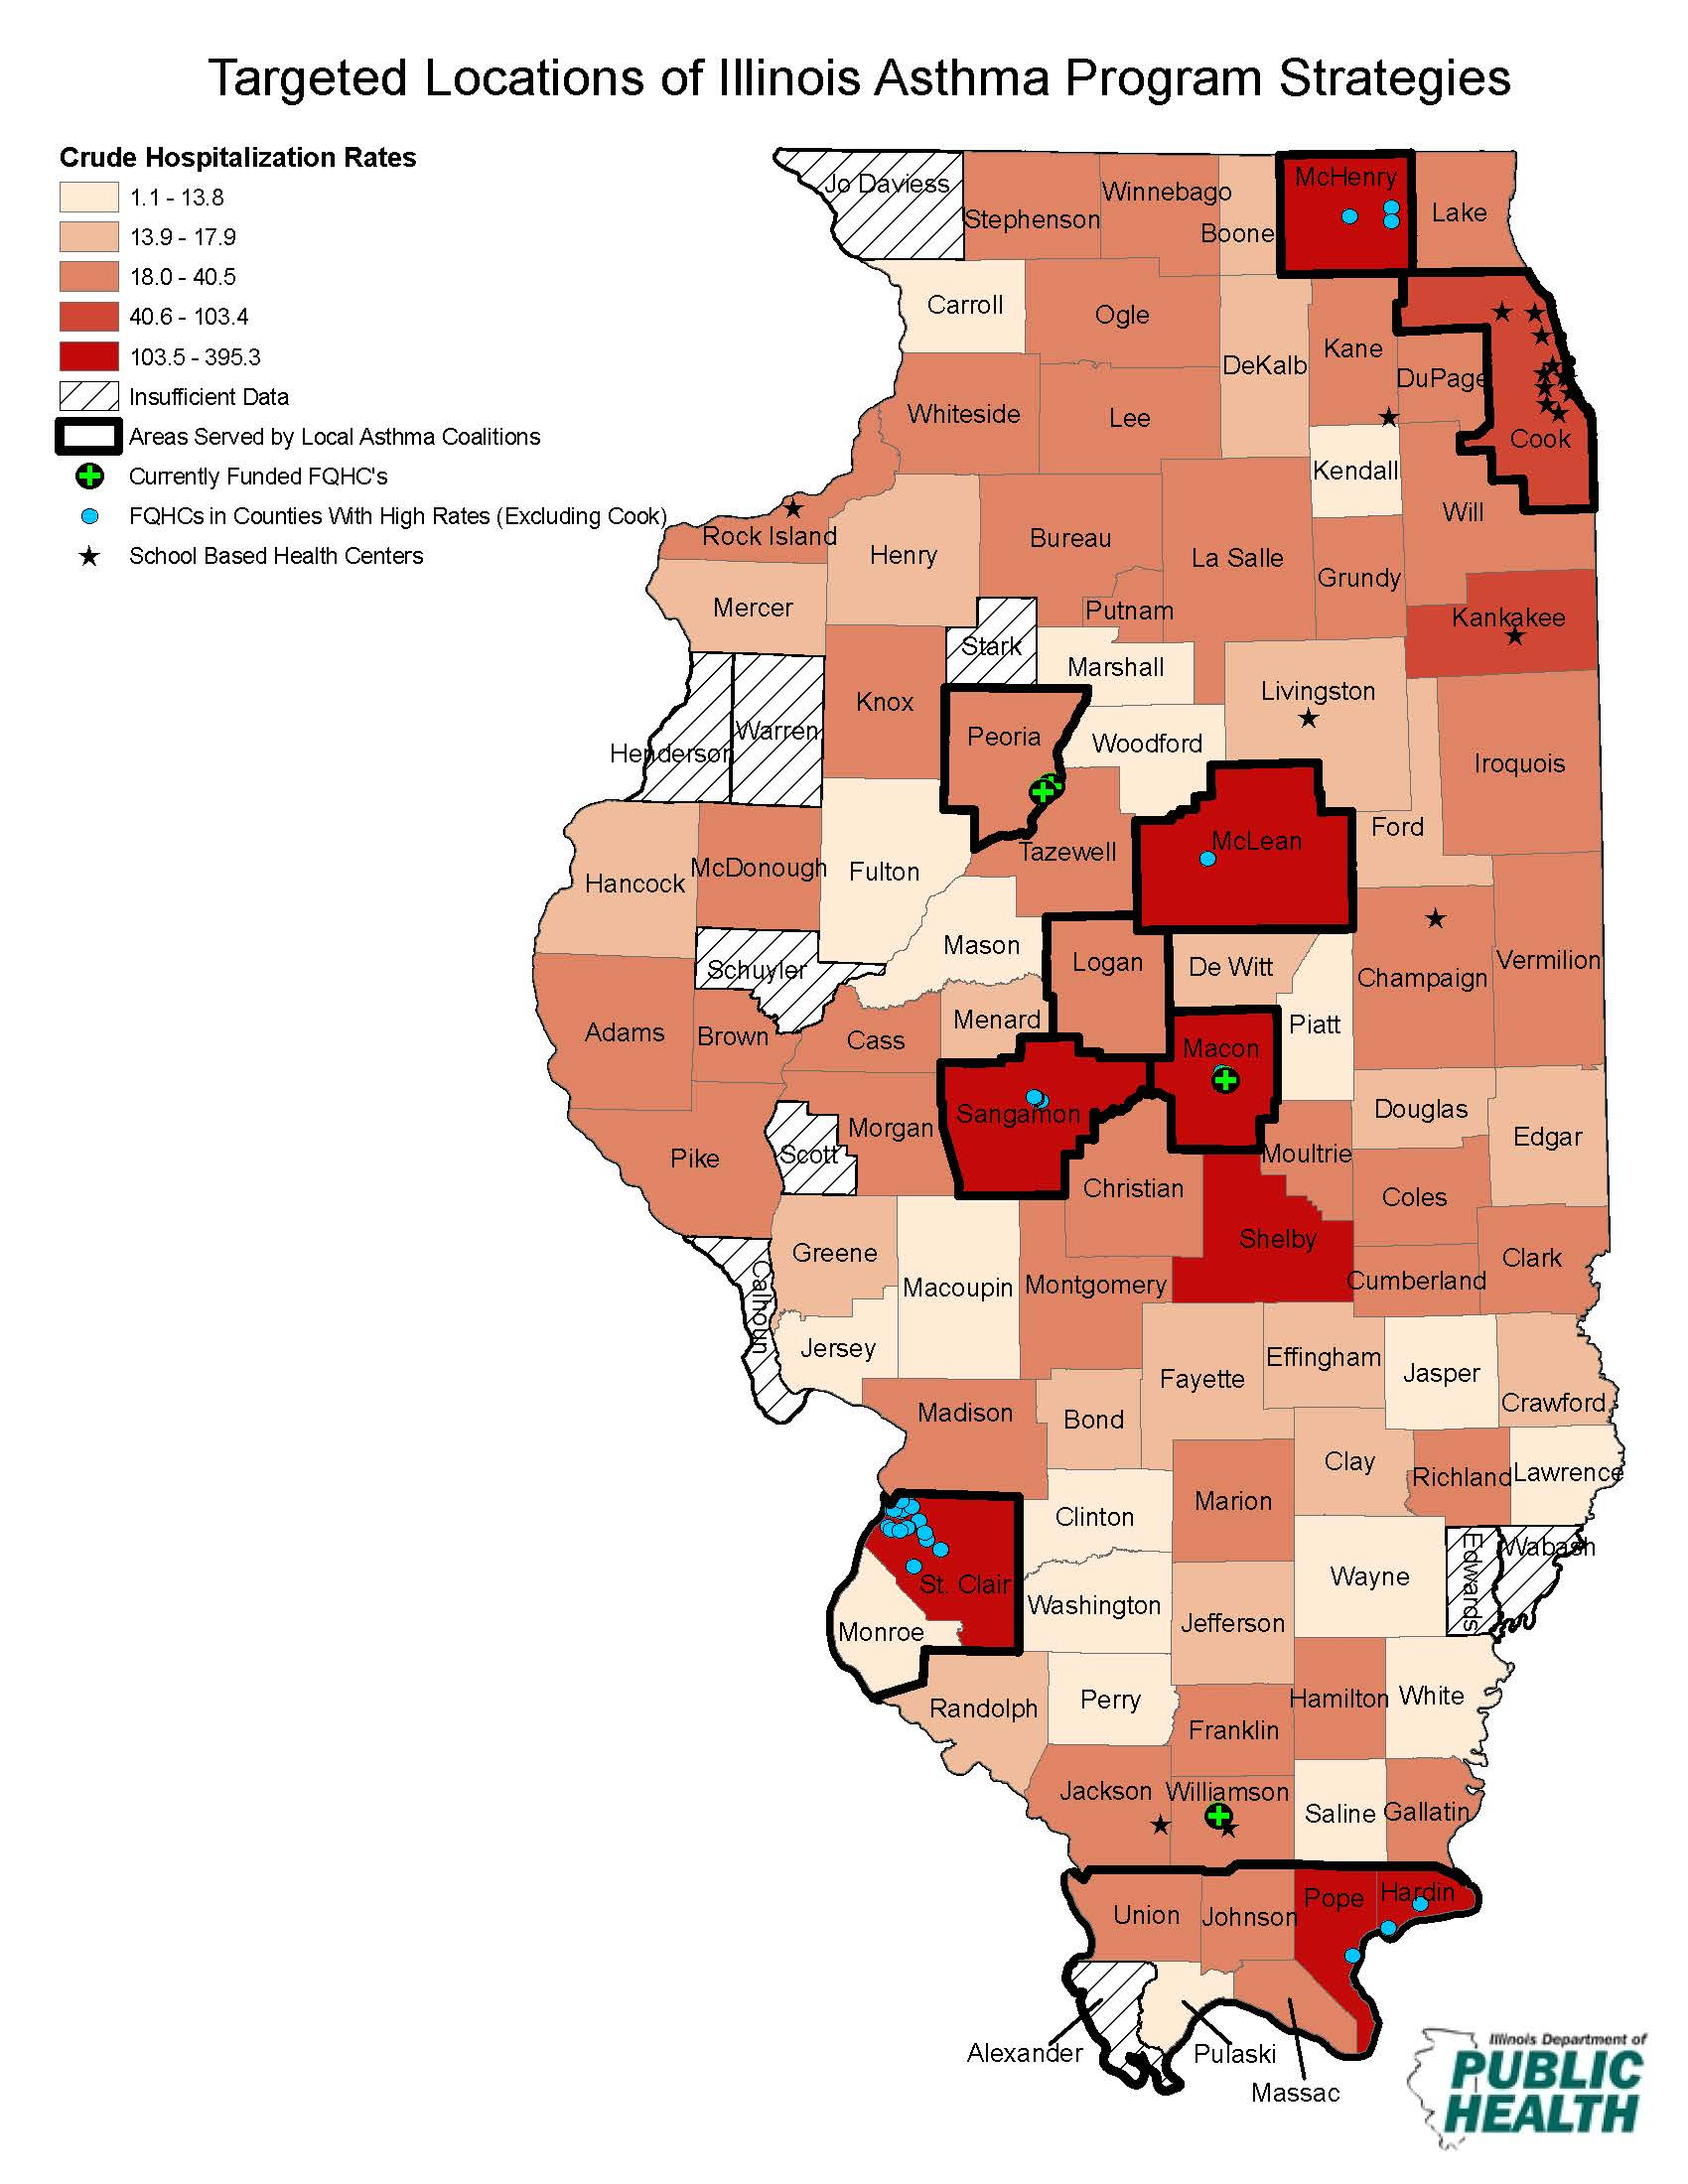 Targeted Locations of Illinois Asthma Program Strategies
Crude Hospitalization Rates
1.1 - 13.8
13.9 - 17.9
18.0 - 40.5
40.6 - 103.4
103.5 - 395.3
Insufficient Data
Areas Served by Local Asthma Coalitions
Currently Funded FQHC's
FQHCs in Counties With High Rates (Excluding Cook)
School Based Health Centers
Jo Daviess
Stephenson
Winnebago
Boone
McHenry
Lake
Carroll
Ogle
DeKalb
Kane
DuPage
Cook
Whiteside
Lee
Kendall
Will
Rock Island
Henry
Bureau
La Salle
Grundy
Mercer
Putnam
Kankakee
Stark
Marshall
Livingston
Henderson
Warren
Knox
Peoria
Woodford
Iroquois
Hancock
McDonough
Fulton
Tazewell
McLean
Ford
Schuyler
Mason
Logan
De Witt
Champaign
Vermilion
Adams
Brown
Cass
Menard
Piatt
Macon
Pike
Scott
Morgan
Sangamon
Christian
Moultrie
Douglas
Edgar
Coles
Shelby
Calhoun
Greene
Macoupin
Montgomery
Cumberland
Clark
Jersey
Fayette
Effingham
Jasper
Crawford
Madison
Bond
Clay
Richland
Lawrence
Clinton
Marion
St. Clair
Wayne
Edwards
Wabash
Monroe
Washington
Jefferson
Randolph
Perry
Hamilton
White
Franklin
Jackson
Williamson
Saline
Gallatin
Union
Johnson
Pope
Hardin
Alexander
Pulaski
Massac
Illinois Department of
PUBLIC
HEALTH